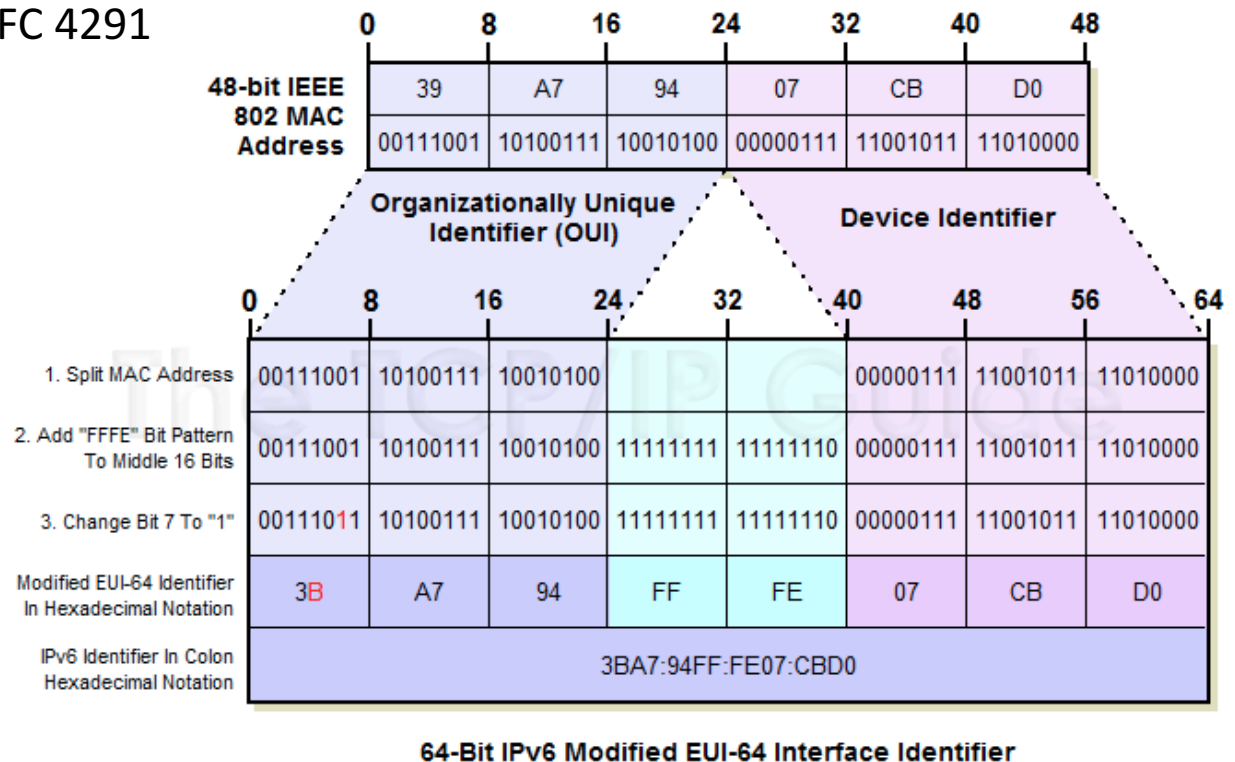 FC 4291
0 8 16 24 32 40 48
48-bit IEEE
802 MAC
Address
39 A7 94 07 CB D0
00111001 10100111 10010100 00000111 11001011 11010000
Organizationally Unique
Identifier (OUI)
Device Identifier
0 8 16 24 32 40 48 56 64
The TCP/IP Guide
1. Split MAC Address 00111001 10100111 10010100 00000111 11001011 11010000
2. Add "FFFE" Bit Pattern
To Middle 16 Bits
00111001 10100111 10010100 11111111 11111110 00000111 11001011 11010000
3. Change Bit 7 To "1" 00111011 10100111 10010100 11111111 11111110 00000111 11001011 11010000
Modified EUI-64 Identifier
In Hexadecimal Notation
3B A7 94 FF FE 07 CB D0
IPv6 Identifier In Colon
Hexadecimal Notation
3BA7:94FF:FE07:CBD0
64-Bit IPv6 Modified EUI-64 Interface Identifier